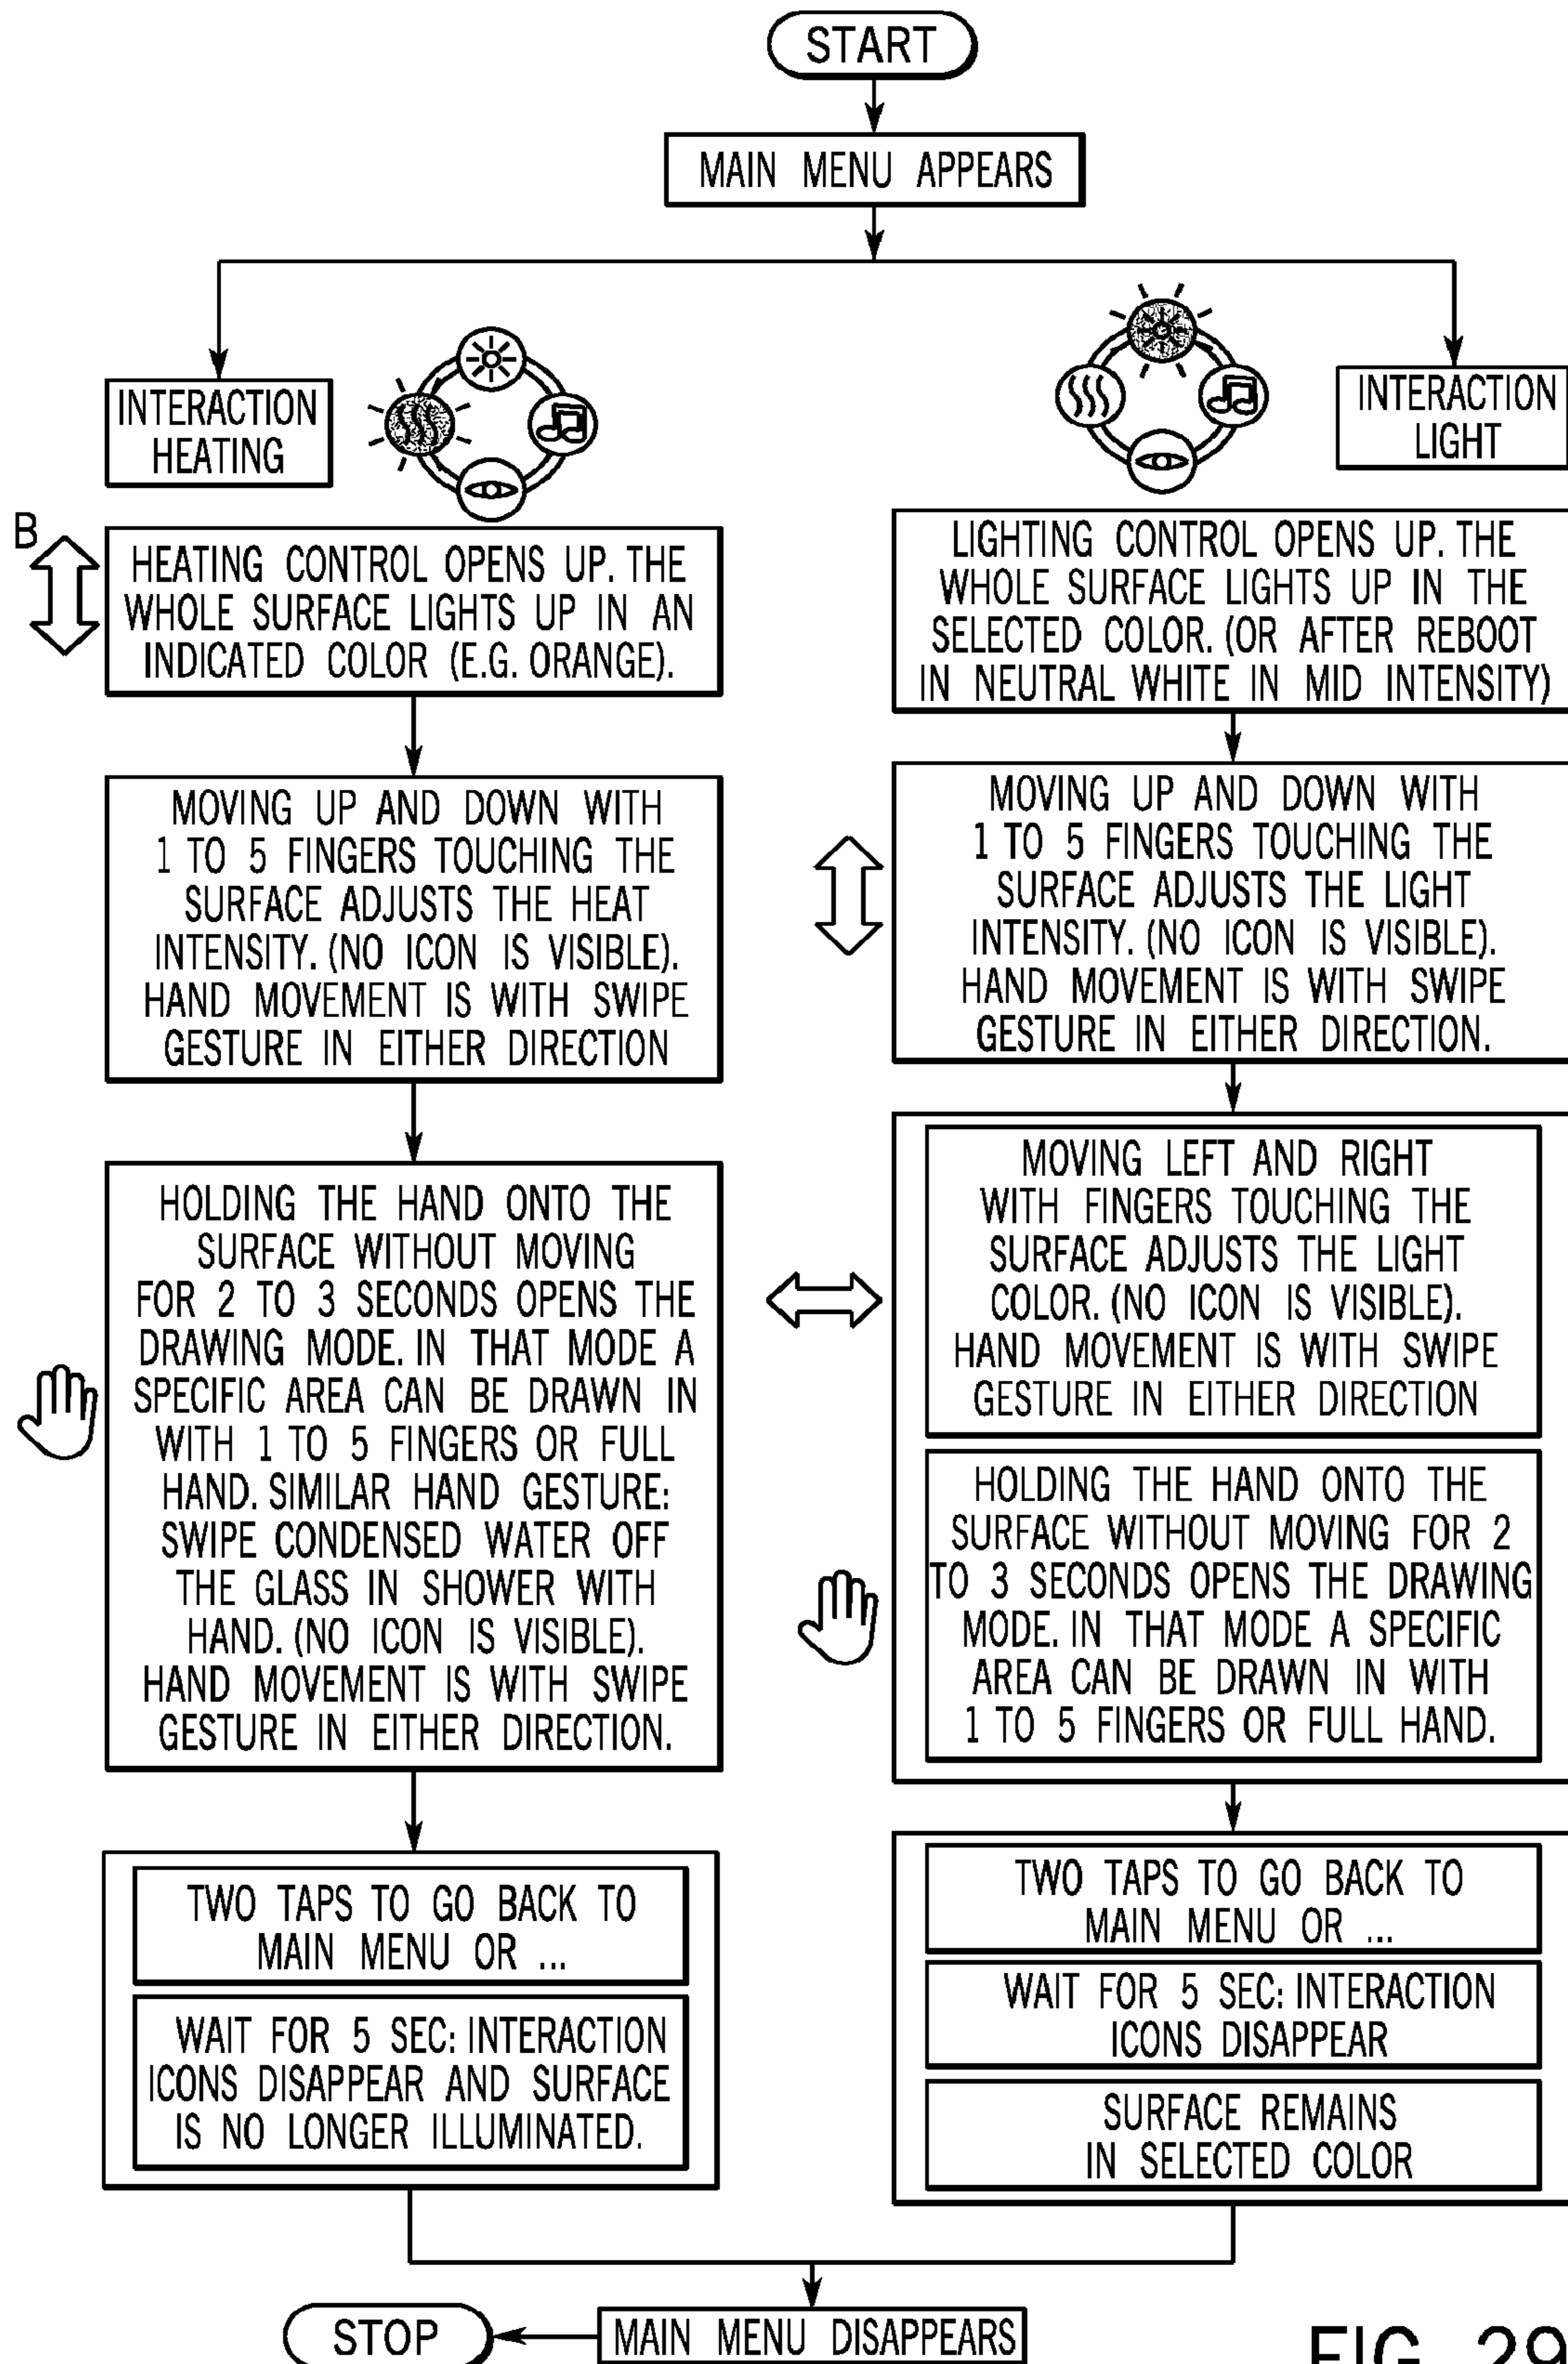 START
MAIN MENU APPEARS
INTERACTION
HEATING
B
HEATING CONTROL OPENS UP. THE
WHOLE SURFACE LIGHTS UP IN AN
INDICATED COLOR (E.G. ORANGE).
MOVING UP AND DOWN WITH
1 TO 5 FINGERS TOUCHING THE
SURFACE ADJUSTS THE HEAT
INTENSITY. (NO ICON IS VISIBLE).
HAND MOVEMENT IS WITH SWIPE
GESTURE IN EITHER DIRECTION
HOLDING THE HAND ONTO THE
SURFACE WITHOUT MOVING
FOR 2 TO 3 SECONDS OPENS THE
DRAWING MODE. IN THAT MODE A
SPECIFIC AREA CAN BE DRAWN IN
WITH 1 TO 5 FINGERS OR FULL
HAND. SIMILAR HAND GESTURE:
SWIPE CONDENSED WATER OFF
THE GLASS IN SHOWER WITH
HAND. (NO ICON IS VISIBLE).
HAND MOVEMENT IS WITH SWIPE
GESTURE IN EITHER DIRECTION.
TWO TAPS TO GO BACK TO
MAIN MENU OR ...
WAIT FOR 5 SEC: INTERACTION
ICONS DISAPPEAR AND SURFACE
IS NO LONGER ILLUMINATED.
INTERACTION
LIGHT
LIGHTING CONTROL OPENS UP. THE
WHOLE SURFACE LIGHTS UP IN THE
SELECTED COLOR. (OR AFTER REBOOT
IN NEUTRAL WHITE IN MID INTENSITY)
MOVING UP AND DOWN WITH
1 TO 5 FINGERS TOUCHING THE
SURFACE ADJUSTS THE LIGHT
INTENSITY. (NO ICON IS VISIBLE).
HAND MOVEMENT IS WITH SWIPE
GESTURE IN EITHER DIRECTION.
MOVING LEFT AND RIGHT
WITH FINGERS TOUCHING THE
SURFACE ADJUSTS THE LIGHT
COLOR. (NO ICON IS VISIBLE).
HAND MOVEMENT IS WITH SWIPE
GESTURE IN EITHER DIRECTION
HOLDING THE HAND ONTO THE
SURFACE WITHOUT MOVING FOR 2
TO 3 SECONDS OPENS THE DRAWING
MODE. IN THAT MODE A SPECIFIC
AREA CAN BE DRAWN IN WITH
1 TO 5 FINGERS OR FULL HAND.
TWO TAPS TO GO BACK TO
MAIN MENU OR ...
WAIT FOR 5 SEC: INTERACTION
ICONS DISAPPEAR
SURFACE REMAINS
IN SELECTED COLOR
MAIN MENU DISAPPEARS
STOP
FIG. 29